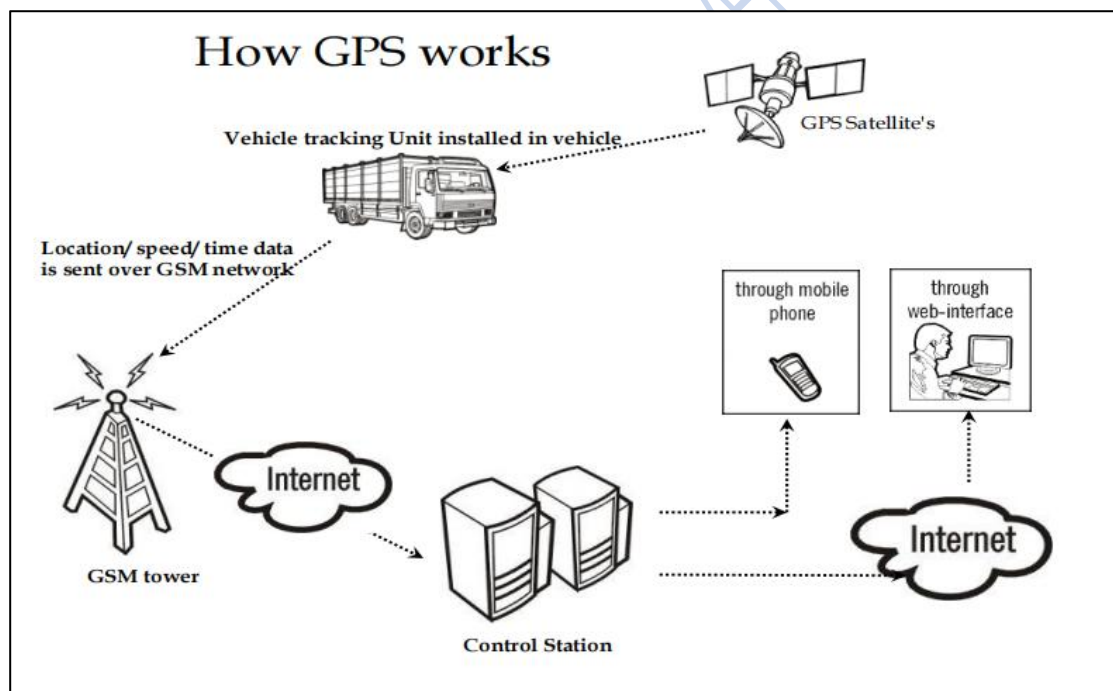 How GPS works
GPS Satellite's
Vehicle tracking Unit installed in vehicle
Location/ speed/ time data
is sent over GSM network
through mobile
phone
through
web-interface
Internet
GSM tower
Control Station
Internet